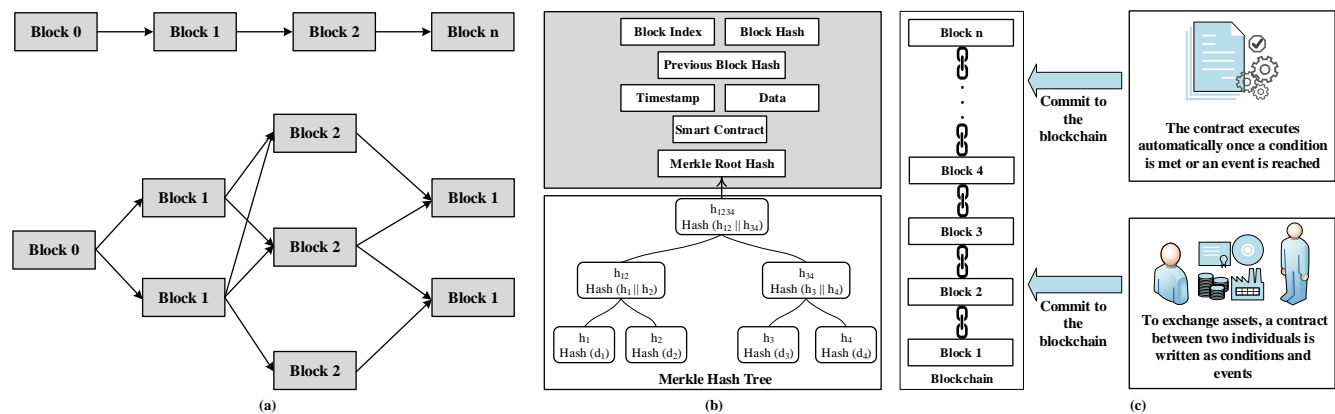 Block 0
Block 1
Block 2
Block n
Block 2
Block 1
Block 1
Block 0
Block 2
Block 1
Block 1
Block 2
(a)
Block Index
Block Hash
Previous Block Hash
Timestamp
Data
Smart Contract
Merkle Root Hash
h₁₂₃₄
Hash (h₁₂ || h₃₄)
h₁₂
Hash (h₁ || h₂)
h₃₄
Hash (h₃ || h₄)
h₁
Hash (d₁)
h₂
Hash (d₂)
h₃
Hash (d₃)
h₄
Hash (d₄)
Merkle Hash Tree
(b)
Block n
Block 4
Block 3
Block 2
Block 1
Blockchain
Commit to
the
blockchain
Commit to
the
blockchain
The contract executes
automatically once a condition
is met or an event is reached
To exchange assets, a contract
between two individuals is
written as conditions and
events
(c)